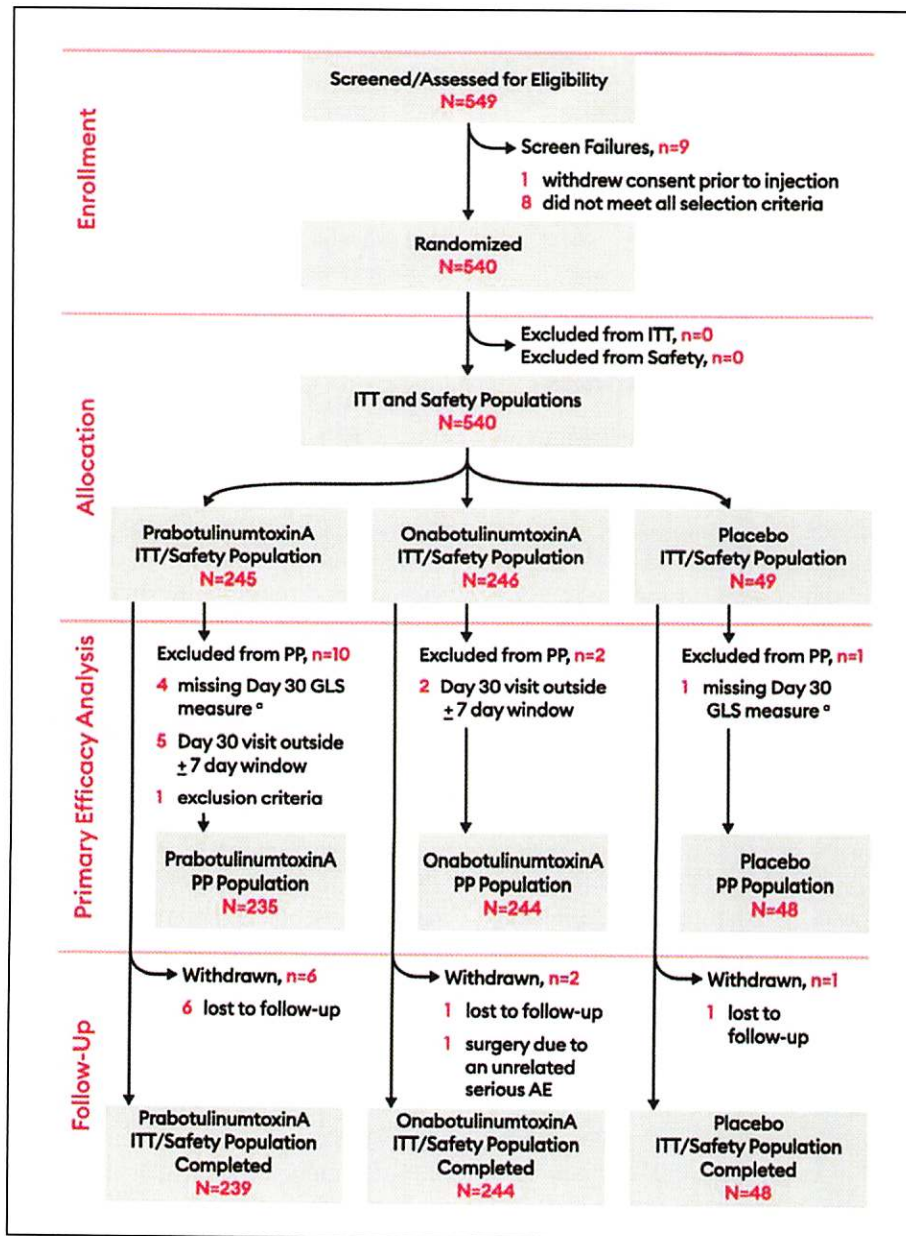 Enrollment
Screened/Assessed for Eligibility
N=549
Screen Failures, n=9
1 withdrew consent prior to injection
8 did not meet all selection criteria
Randomized
N=540
Allocation
Excluded from ITT, n=0
Excluded from Safety, n=0
ITT and Safety Populations
N=540
PrabotulinumtoxinA
ITT/Safety Population
N=245
OnabotulinumtoxinA
ITT/Safety Population
N=246
Placebo
ITT/Safety Population
N=49
Primary Efficacy Analysis
Excluded from PP, n=10
4 missing Day 30 GLS
measure a
5 Day 30 visit outside
±7 day window
1 exclusion criteria
PrabotulinumtoxinA
PP Population
N=235
Excluded from PP, n=2
2 Day 30 visit outside
±7 day window
OnabotulinumtoxinA
PP Population
N=244
Excluded from PP, n=1
1 missing Day 30
GLS measure a
Placebo
PP Population
N=48
Follow-Up
Withdrawn, n=6
6 lost to follow-up
PrabotulinumtoxinA
ITT/Safety Population
Completed
N=239
Withdrawn, n=2
1 lost to follow-up
1 surgery due to
an unrelated
serious AE
OnabotulinumtoxinA
ITT/Safety Population
Completed
N=244
Withdrawn, n=1
1 lost to
follow-up
Placebo
ITT/Safety Population
Completed
N=48